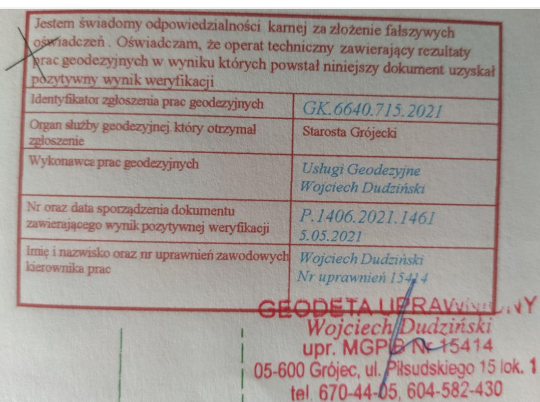 Jestem świadomy odpowiedzialności karnej za złożenie fałszywych
oświadczeń . Oświadczam, że operat techniczny zawierający rezultaty
prac geodezyjnych w wyniku których powstał niniejszy dokument uzyskał
pozytywny wynik weryfikacji
Identyfikator zgłoszenia prac geodezyjnych GK.6640.715.2021
Organ służby geodezyjnej który otrzymał Starosta Grójecki
zgłoszenie
Wykonawca prac geodezyjnych Usługi Geodezyjne
Wojciech Dudziński
Nr oraz data sporządzenia dokumentu P.1406.2021.1461
zawierającego wynik pozytywnej weryfikacji 5.05.2021
Imię i nazwisko oraz nr uprawnień zawodowych Wojciech Dudziński
kierownika prac Nr uprawnień 15414
GEODETA UPRAWNIONY
Wojciech Dudziński
upr. MGPiB Nr 15414
05-600 Grójec, ul. Piłsudskiego 15 lok. 1
tel. 670-44-05, 604-582-430